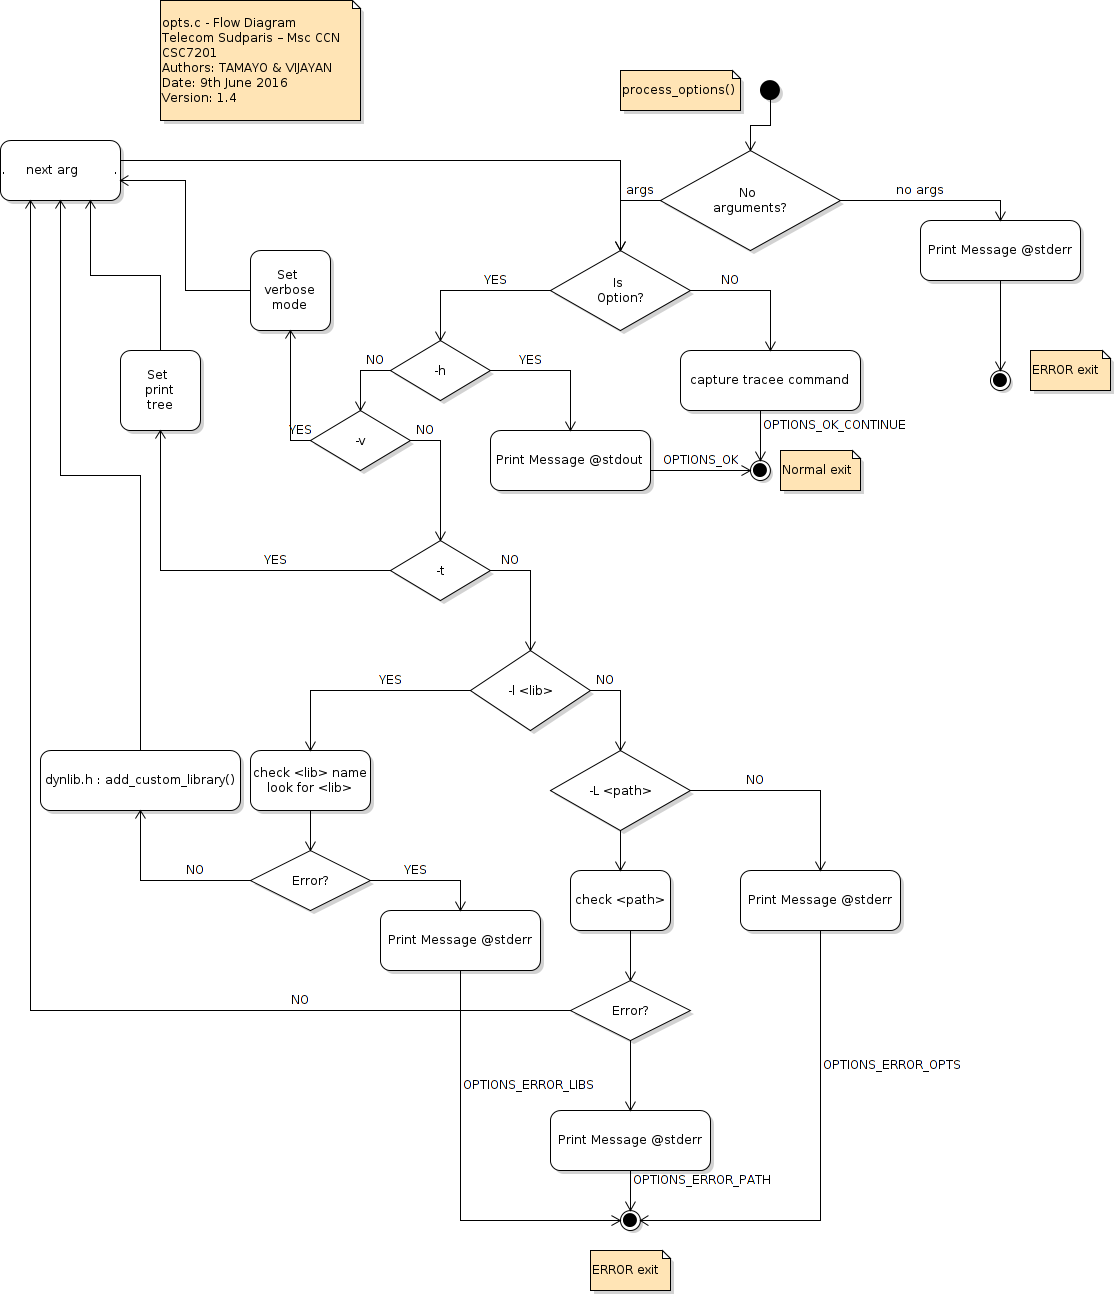 opts.c - Flow Diagram
Telecom Sudparis – Msc CCN
CSC7201
Authors: TAMAYO & VIJAYAN
Date: 9th June 2016
Version: 1.4
process_options()
. next arg .
args
No
arguments?
no args
Print Message @stderr
Set
verbose
mode
YES
Is
Option?
NO
ERROR exit
Set
print
tree
NO
-h
YES
capture tracee command
OPTIONS_OK_CONTINUE
YES
-v
NO
Print Message @stdout
OPTIONS_OK
Normal exit
YES
-t
NO
YES
-l <lib>
NO
dynlib.h : add_custom_library()
check <lib> name
look for <lib>
-L <path>
NO
NO
Error?
YES
check <path>
Print Message @stderr
Print Message @stderr
NO
Error?
OPTIONS_ERROR_LIBS
OPTIONS_ERROR_OPTS
Print Message @stderr
OPTIONS_ERROR_PATH
ERROR exit